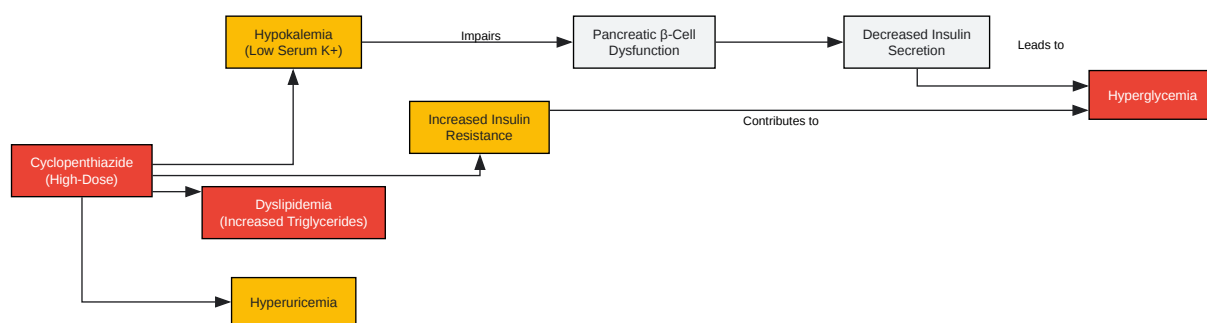 Hypokalemia
(Low Serum K+)
Impairs
Pancreatic β-Cell
Dysfunction
Decreased Insulin
Secretion
Leads to
Hyperglycemia
Increased Insulin
Resistance
Contributes to
Cyclopenthiazide
(High-Dose)
Dyslipidemia
(Increased Triglycerides)
Hyperuricemia